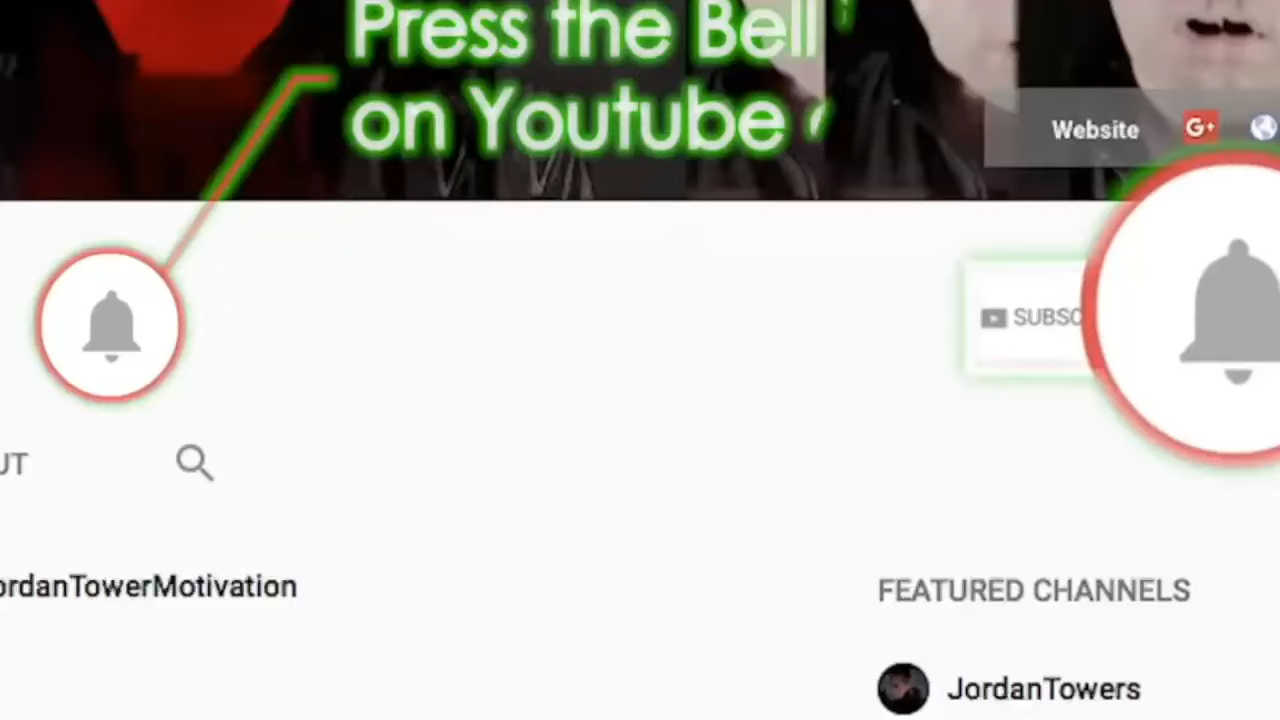 Press the Bell
on Youtube
Website
G+
SUBSC
UT
ordanTowerMotivation
FEATURED CHANNELS
JordanTowers